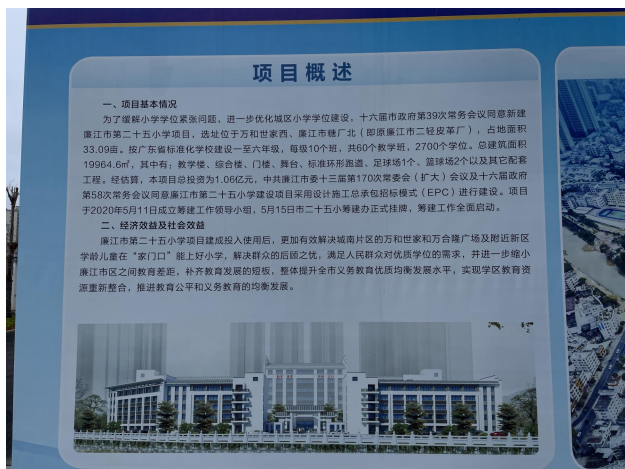 项目概述
一、项目基本情况
为了缓解小学学位紧张问题，进一步优化城区小学学位建设。十六届市政府第39次常务会议同意新建
廉江市第二十五小学项目，选址位于万和世家西、廉江市糖厂北（即原廉江市二轻皮革厂），占地面积
33.09亩。按广东省标准化学校建设一至六年级，每级10个班，共60个教学班，2700个学位。总建筑面积
19964.6㎡，其中有；教学楼、综合楼、门楼、舞台、标准环形跑道、足球场1个、篮球场2个以及其它配套
工程。经估算，本项目总投资为1.06亿元，中共廉江市委十三届第170次常委会（扩大）会议及十六届政府
第58次常务会议同意廉江市第二十五小学建设项目采用设计施工总承包招标模式（EPC）进行建设。项目
于2020年5月11日成立筹建工作领导小组，5月15日市二十五小筹建办正式挂牌，筹建工作全面启动。
二、经济效益及社会效益
廉江市第二十五小学项目建成投入使用后，更加有效解决城南片区的万和世家和万合隆广场及附近新区
学龄儿童在“家门口”能上好小学，解决群众的后顾之忧，满足人民群众对优质学位的需求，并进一步缩小
廉江市区之间教育差距，补齐教育发展的短板，整体提升全市义务教育优质均衡发展水平，实现学区教育资
源重新整合，推进教育公平和义务教育的均衡发展。